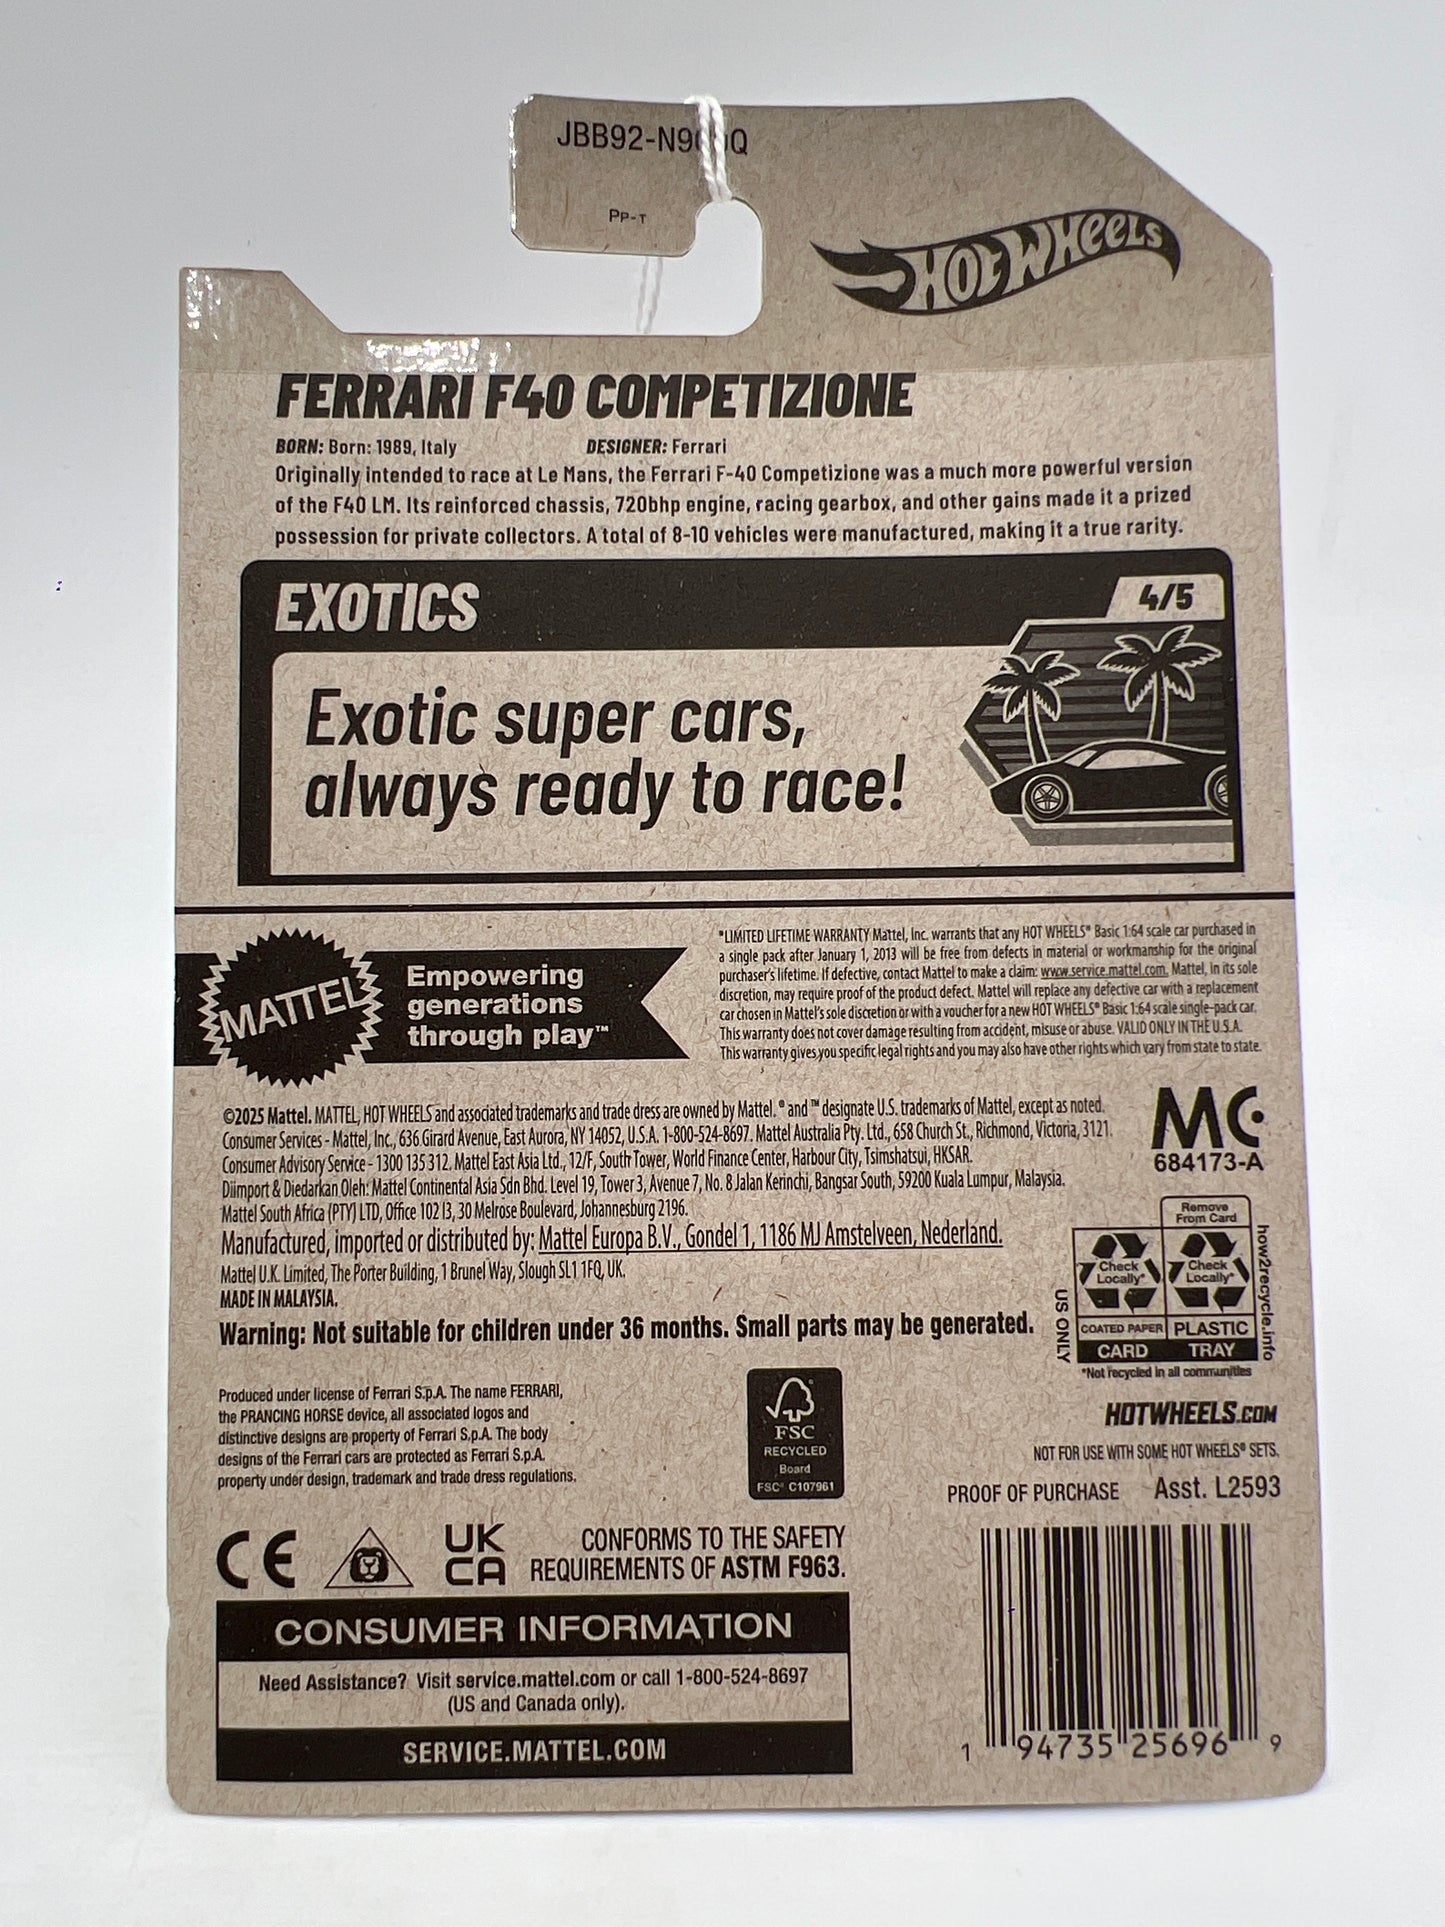 PP-T
HOT WHEELS
FERRARI F40 COMPETIZIONE
BORN: Born: 1989, Italy DESIGNER: Ferrari
Originally intended to race at Le Mans, the Ferrari F-40 Competizione was a much more powerful version
of the F40 LM. Its reinforced chassis, 720bhp engine, racing gearbox, and other gains made it a prized
possession for private collectors. A total of 8-10 vehicles were manufactured, making it a true rarity.
EXOTICS 4/5
Exotic super cars,
always ready to race!
MATTEL
Empowering
generations
through play™
*LIMITED LIFETIME WARRANTY Mattel, Inc. warrants that any HOT WHEELS® Basic 1:64 scale car purchased in
a single pack after January 1, 2013 will be free from defects in material or workmanship for the original
purchaser's lifetime. If defective, contact Mattel to make a claim: www.service.mattel.com. Mattel, in its sole
discretion, may require proof of the product defect. Mattel will replace any defective car with a replacement
car chosen in Mattel's sole discretion or with a voucher for a new HOT WHEELS® Basic 1:64 scale single-pack car.
This warranty does not cover damage resulting from accident, misuse or abuse. VALID ONLY IN THE U.S.A.
This warranty gives you specific legal rights and you may also have other rights which vary from state to state.
©2025 Mattel. MATTEL, HOT WHEELS and associated trademarks and trade dress are owned by Mattel. ® and ™ designate U.S. trademarks of Mattel, except as noted.
Consumer Services - Mattel, Inc., 636 Girard Avenue, East Aurora, NY 14052, U.S.A. 1-800-524-8697. Mattel Australia Pty. Ltd., 658 Church St., Richmond, Victoria, 3121.
Consumer Advisory Service - 1300 135 312. Mattel East Asia Ltd., 12/F, South Tower, World Finance Center, Harbour City, Tsimshatsui, HKSAR.
Diimport & Diedarkan Oleh: Mattel Continental Asia Sdn Bhd. Level 19, Tower 3, Avenue 7, No. 8 Jalan Kerinchi, Bangsar South, 59200 Kuala Lumpur, Malaysia.
Mattel South Africa (PTY) LTD, Office 102 I3, 30 Melrose Boulevard, Johannesburg 2196.
Manufactured, imported or distributed by: Mattel Europa B.V., Gondel 1, 1186 MJ Amstelveen, Nederland.
Mattel U.K. Limited, The Porter Building, 1 Brunel Way, Slough SL1 1FQ, UK.
MADE IN MALAYSIA.
Warning: Not suitable for children under 36 months. Small parts may be generated.
MC
684173-A
Remove
From Card
Check
Locally*
Check
Locally*
COATED PAPER PLASTIC
CARD TRAY
US ONLY
how2recycle.info
*Not recycled in all communities
Produced under license of Ferrari S.p.A. The name FERRARI,
the PRANCING HORSE device, all associated logos and
distinctive designs are property of Ferrari S.p.A. The body
designs of the Ferrari cars are protected as Ferrari S.p.A.
property under design, trademark and trade dress regulations.
FSC
RECYCLED
Board
FSC® C107961
HOTWHEELS.COM
NOT FOR USE WITH SOME HOT WHEELS® SETS.
PROOF OF PURCHASE Asst. L2593
CE
UK
CA
CONFORMS TO THE SAFETY
REQUIREMENTS OF ASTM F963.
CONSUMER INFORMATION
Need Assistance? Visit service.mattel.com or call 1-800-524-8697
(US and Canada only).
SERVICE.MATTEL.COM
1 94735 25696 9